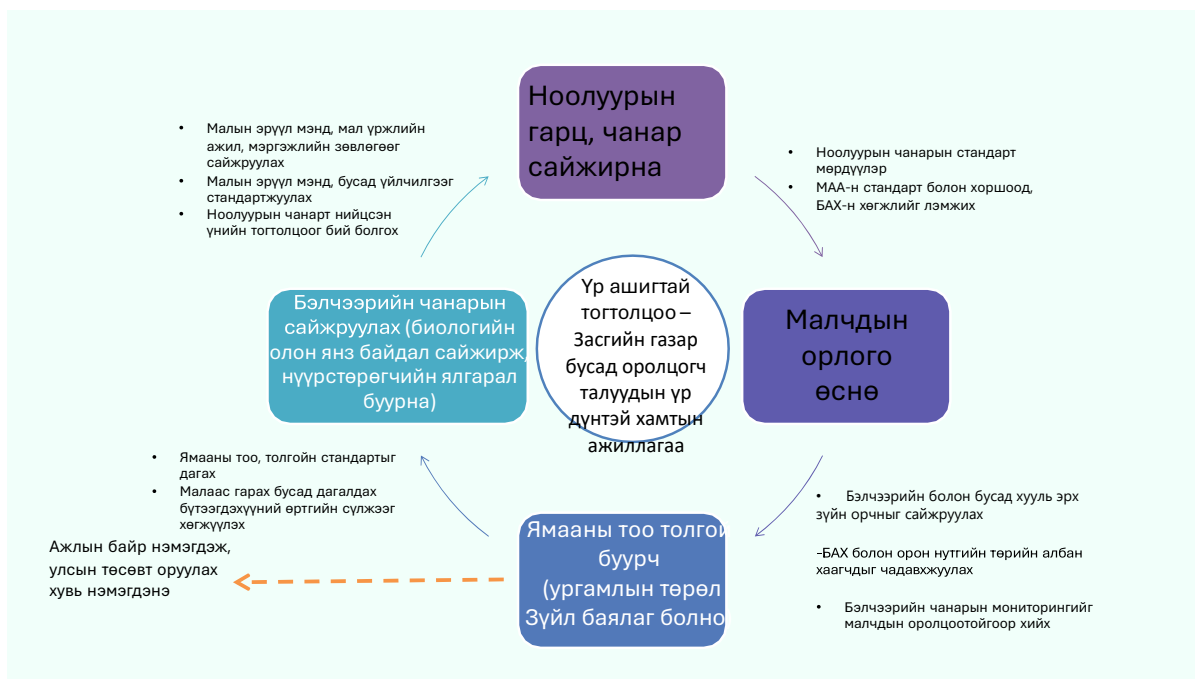 Ноолуурын
гарц, чанар
сайжирна
• Малын эрүүл мэнд, мал үржлийн
ажил, мэргэжлийн зөвлөгөөг
сайжруулах
• Малын эрүүл мэнд, бусад үйлчилгээг
стандартжуулах
• Ноолуурын чанарт нийцсэн
үнийн тогтолцоог бий болгох
• Ноолуурын чанарын стандарт
мөрдүүлэр
• МАА-н стандарт болон хоршоод,
БАХ-н хөгжлийг лэмжих
Бэлчээрийн чанарын
сайжруулах (биологийн
олон янз байдал сайжирж,
нүүрстөрөгчийн ялгарал
буурна)
Үр ашигтай
тогтолцоо –
Засгийн газар
бусад оролцогч
талуудын үр
дүнтэй хамтын
ажиллагаа
Малчдын
орлого
өснө
• Ямааны тоо, толгойн стандартыг
дагах
• Малаас гарах бусад дагалдах
бүтээгдэхүүний өртгийн сүлжээг
хөгжүүлэх
• Бэлчээрийн болон бусад хууль эрх
зүйн орчныг сайжруулах
-БАХ болон орон нутгийн төрийн албан
хаагчдыг чадавхжуулах
• Бэлчээрийн чанарын мониторингийг
малчдын оролцоотойгоор хийх
Ямааны тоо толгой
буурч
(ургамлын төрөл
Зүйл баялаг болно
Ажлын байр нэмэгдэж,
улсын төсөвт оруулах
хувь нэмэгдэнэ